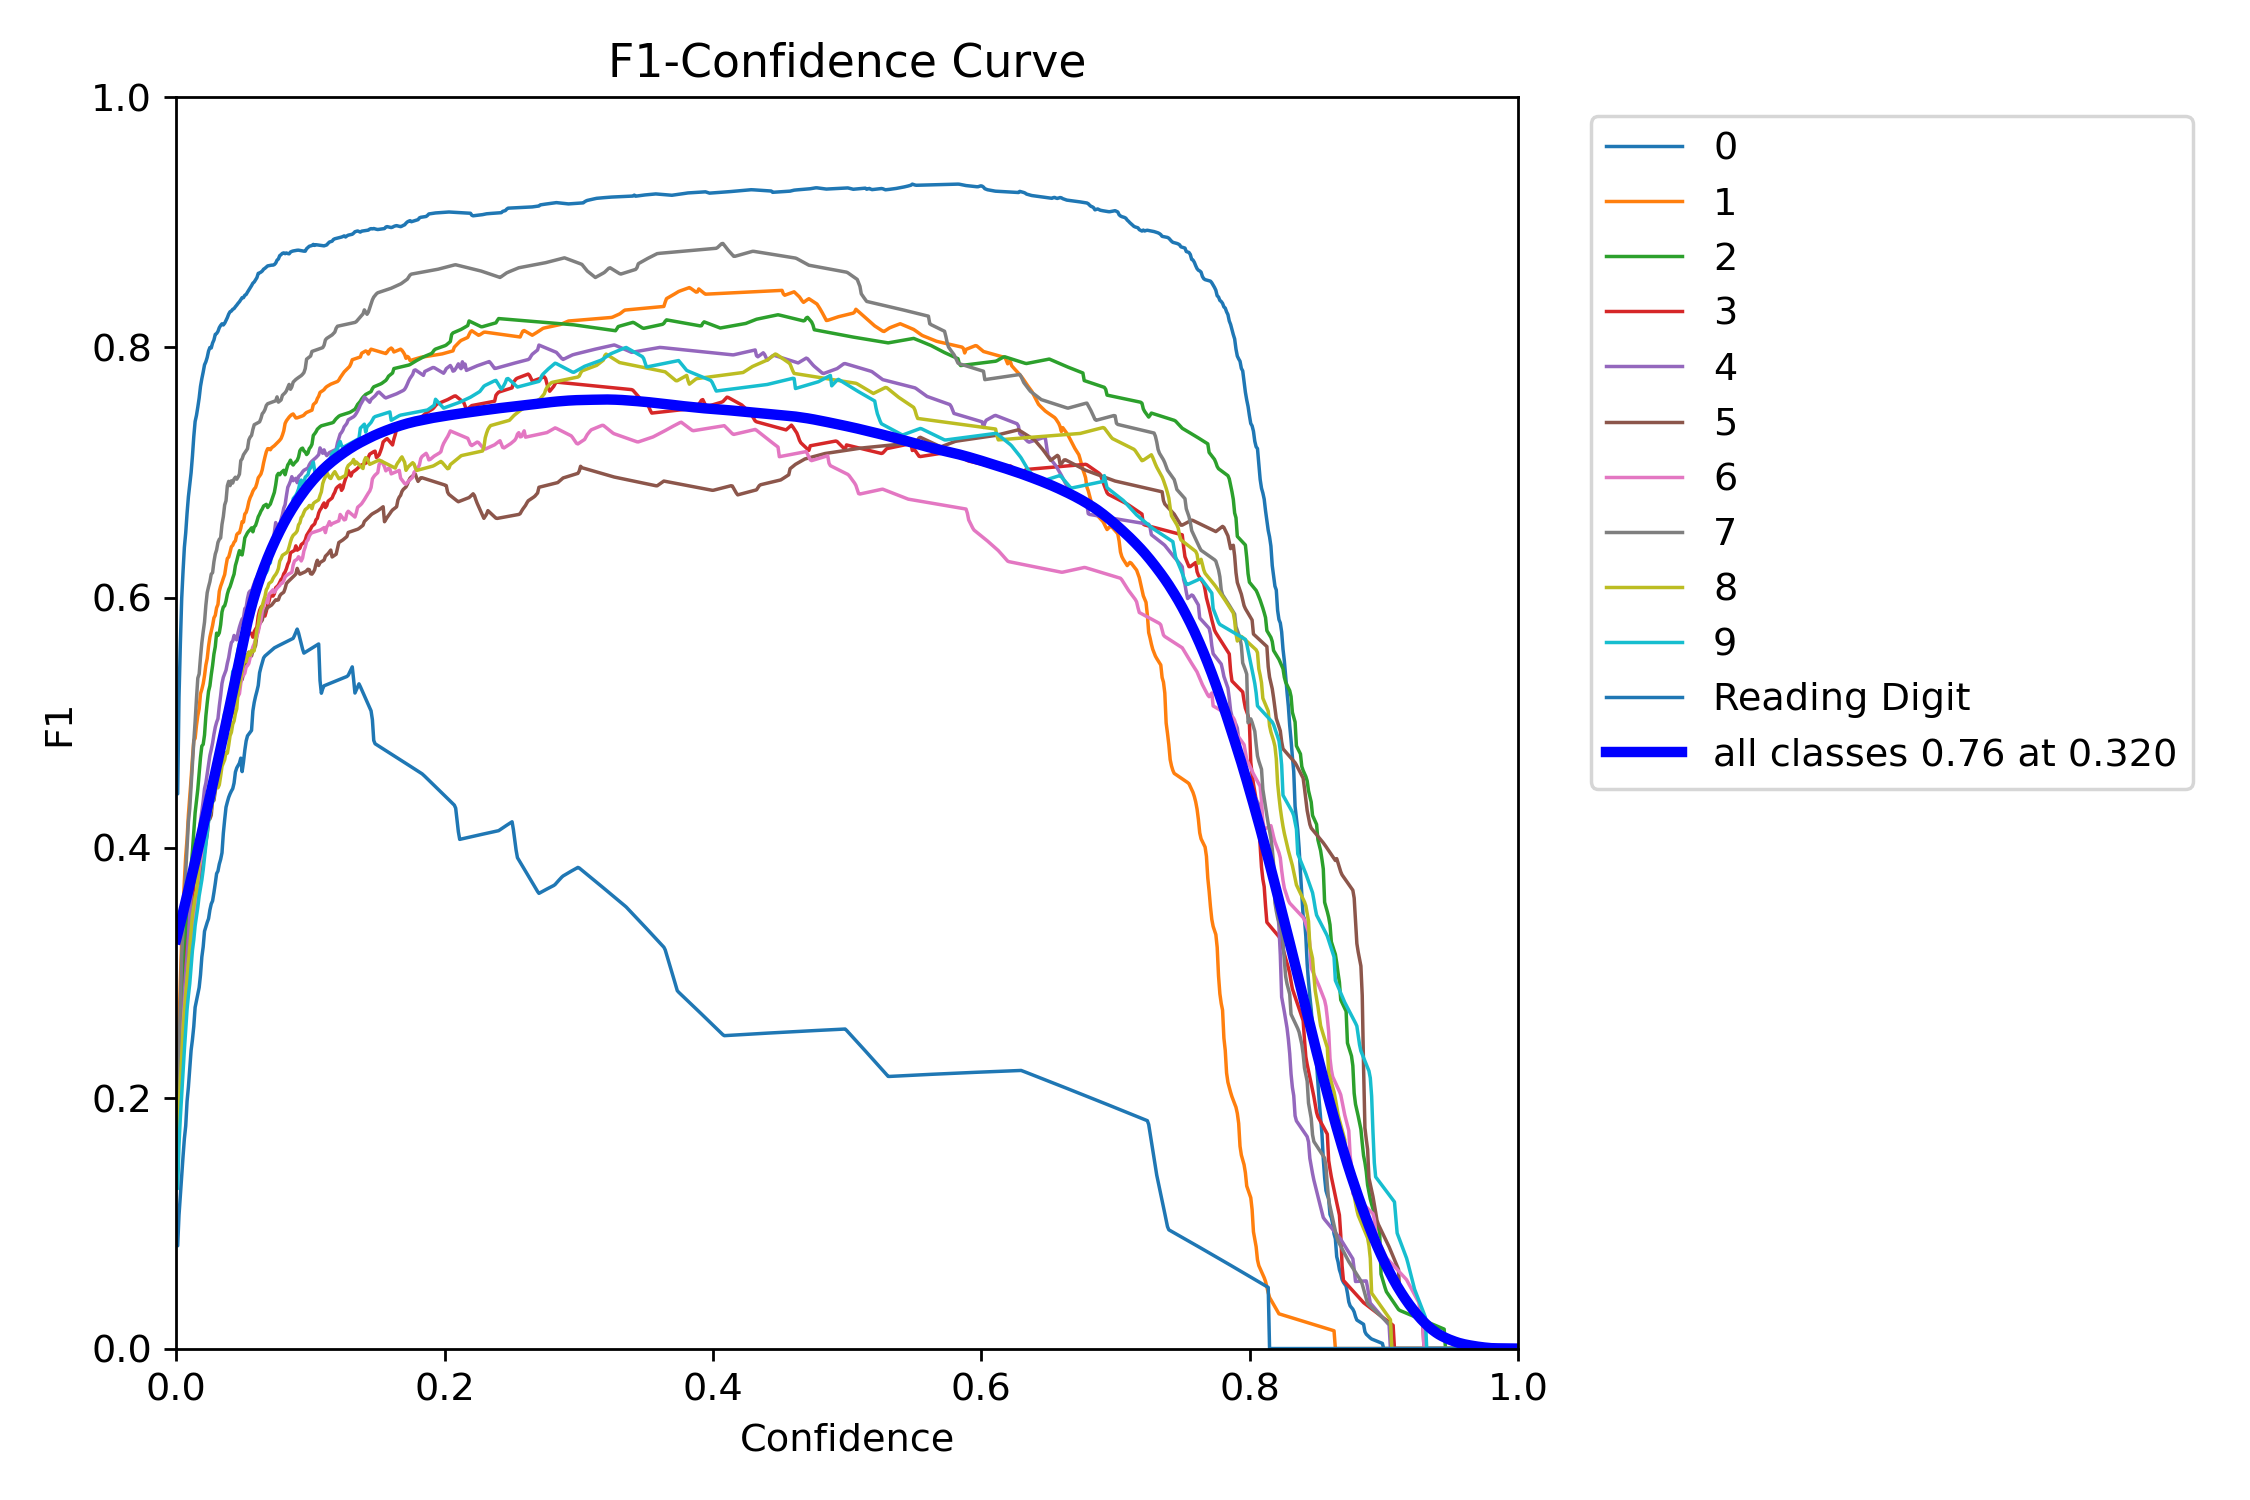 F1-Confidence Curve
1.0
0.8
0.6
0.4
0.2
0.0
F1
0.0 0.2 0.4 0.6 0.8 1.0
Confidence
0
1
2
3
4
5
6
7
8
9
Reading Digit
all classes 0.76 at 0.320